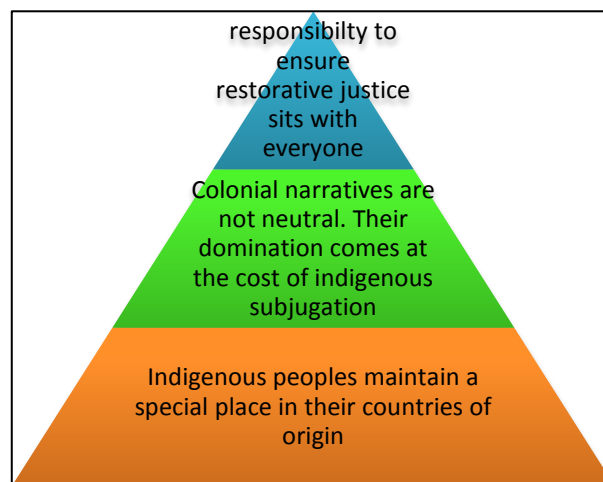 responsibilty to
ensure
restorative justice
sits with
everyone
Colonial narratives are
not neutral. Their
domination comes at
the cost of indigenous
subjugation
Indigenous peoples maintain a
special place in their countries of
origin